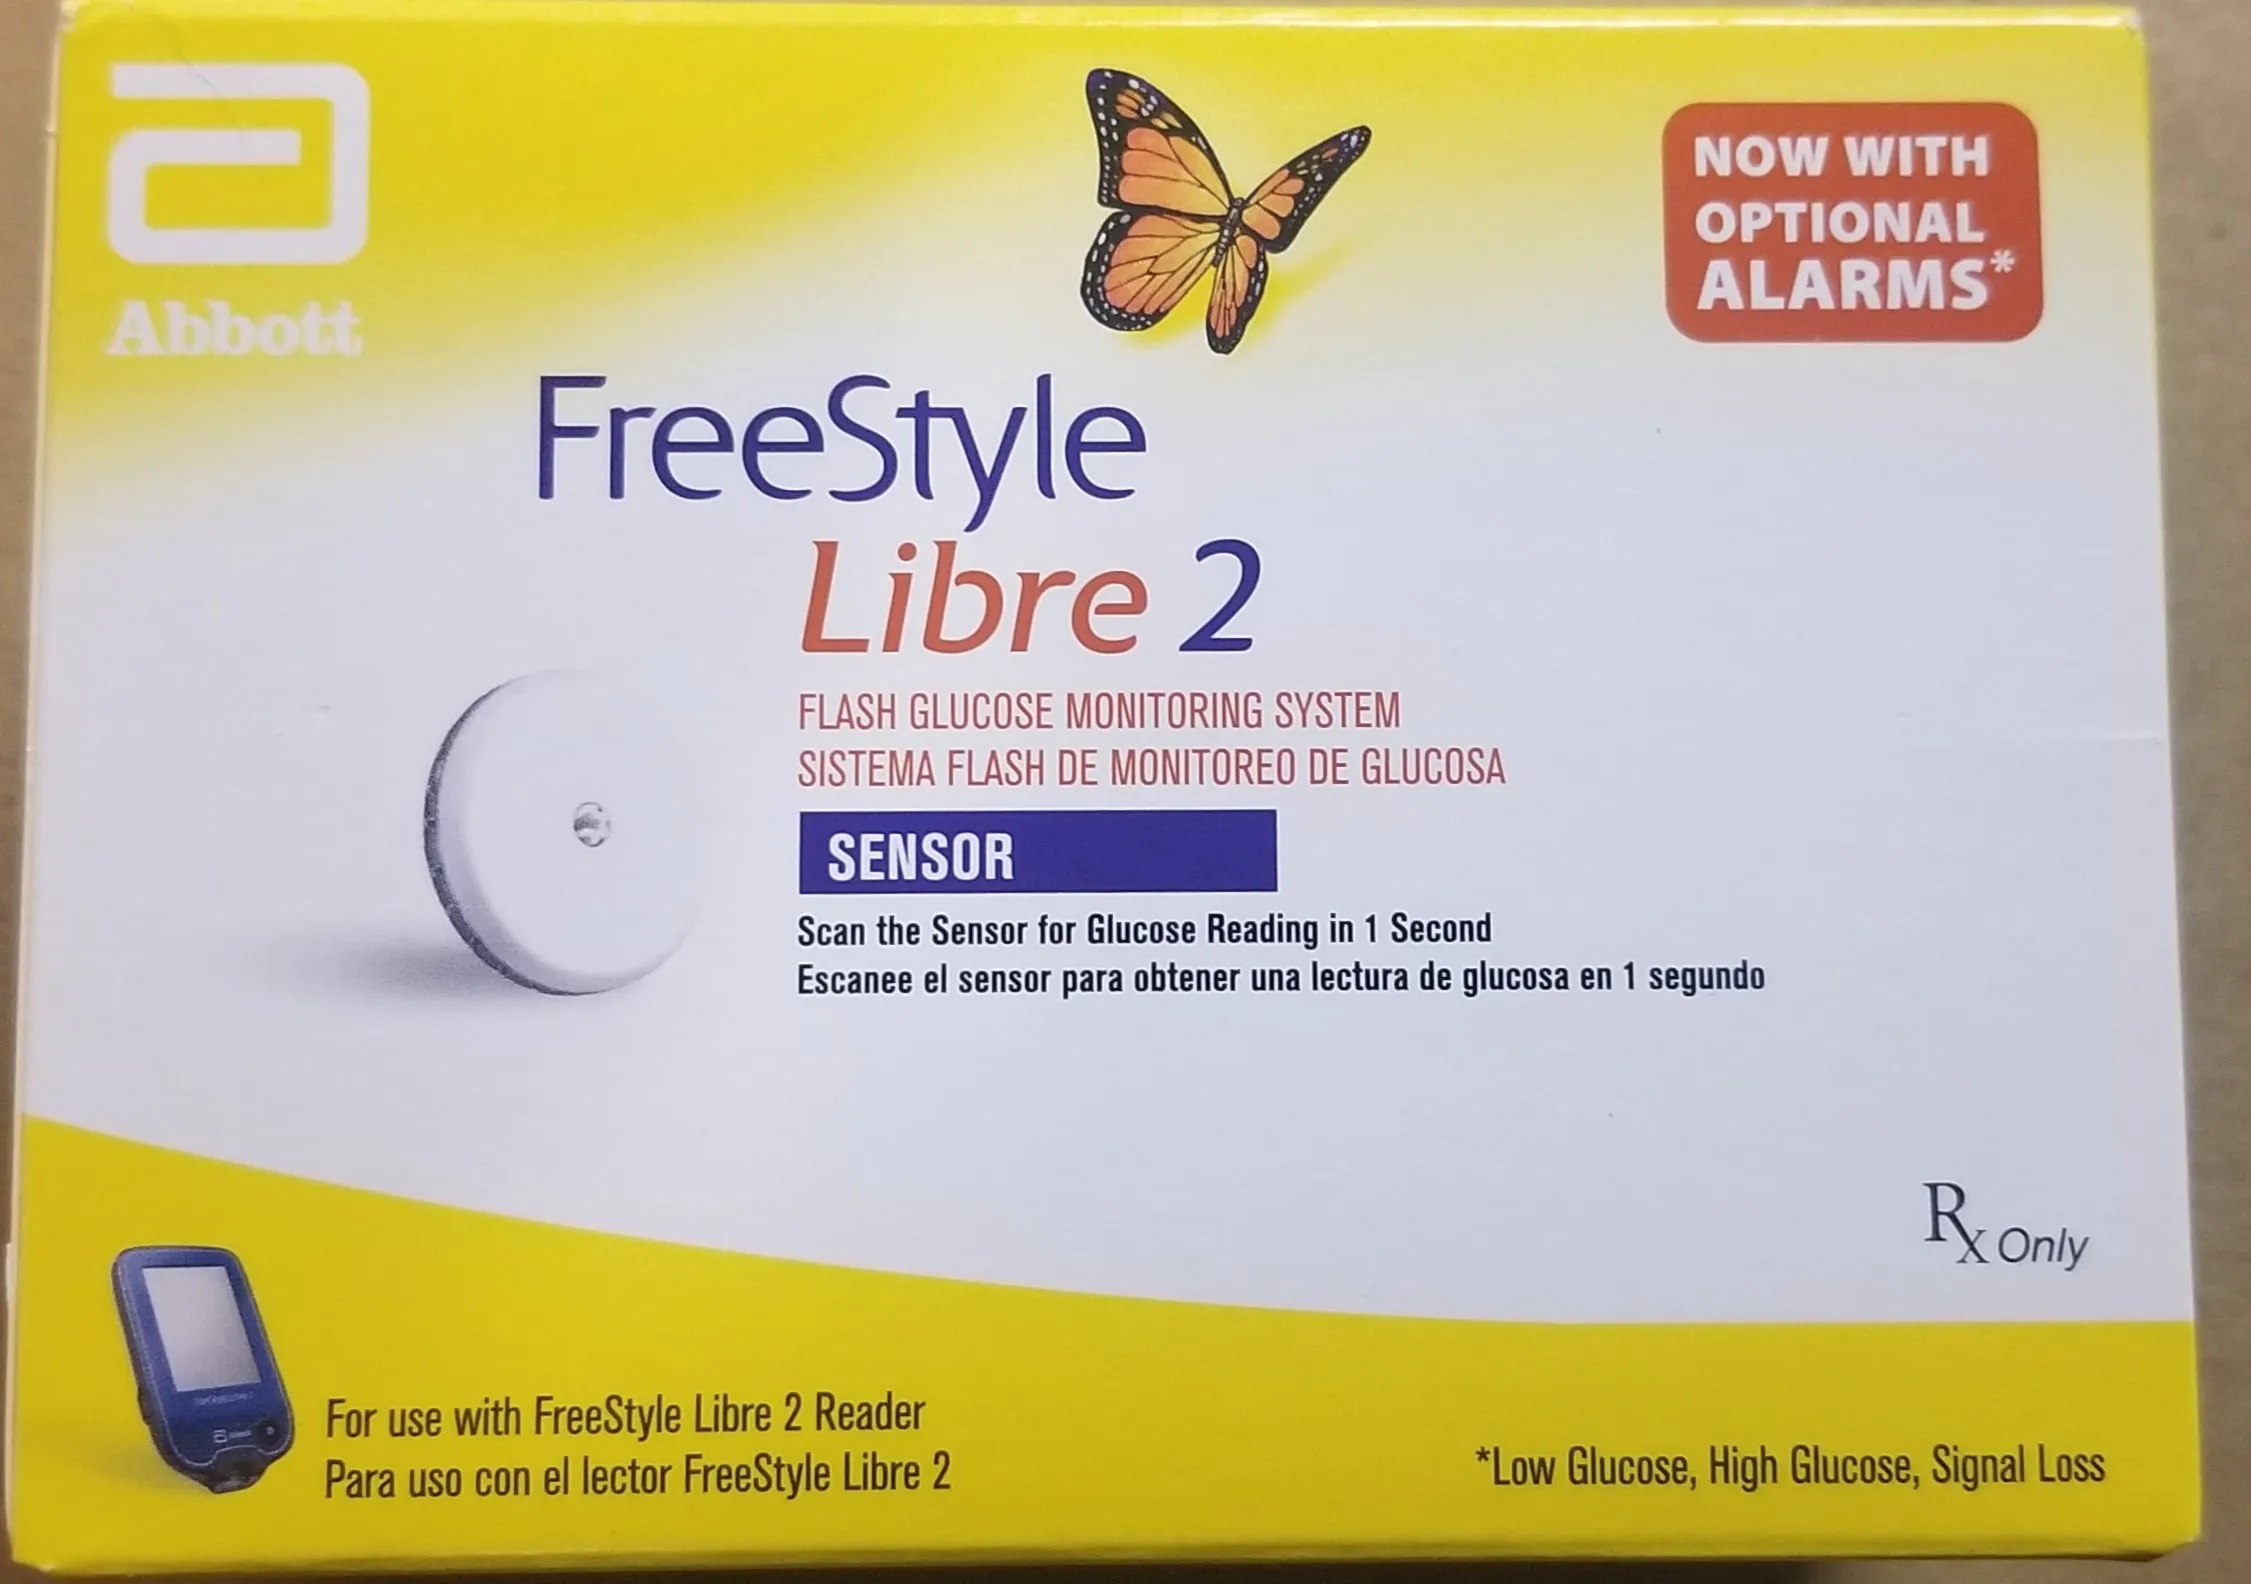 Abbott
NOW WITH
OPTIONAL
ALARMS*
FreeStyle
Libre 2
FLASH GLUCOSE MONITORING SYSTEM
SISTEMA FLASH DE MONITOREO DE GLUCOSA
SENSOR
Scan the Sensor for Glucose Reading in 1 Second
Escanee el sensor para obtener una lectura de glucosa en 1 segundo
Rx Only
For use with FreeStyle Libre 2 Reader
Para uso con el lector FreeStyle Libre 2
*Low Glucose, High Glucose, Signal Loss